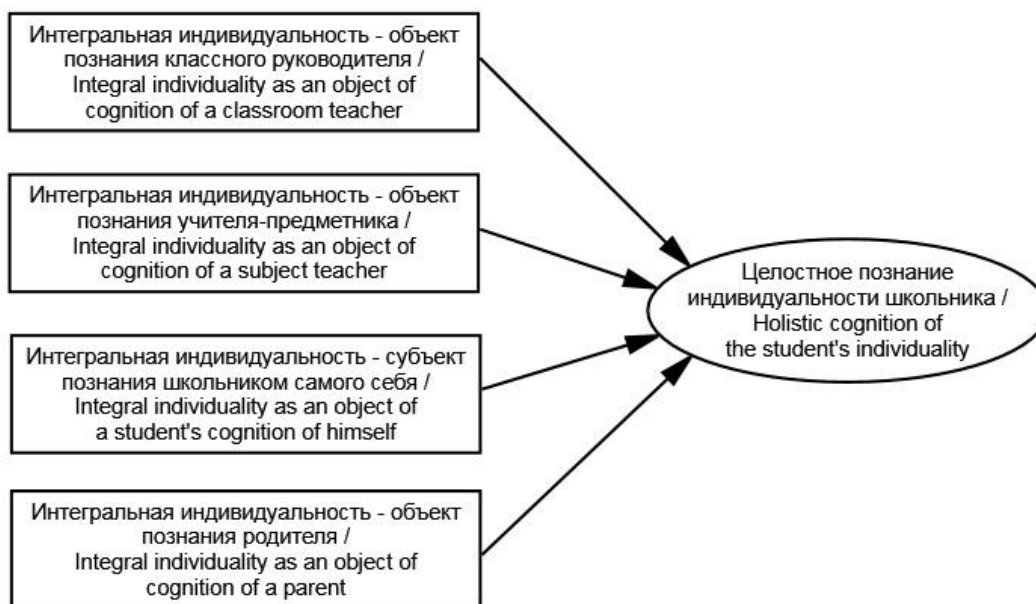 Интегральная индивидуальность - объект
познания классного руководителя /
Integral individuality as an object of
cognition of a classroom teacher
Интегральная индивидуальность - объект
познания учителя-предметника /
Integral individuality as an object of
cognition of a subject teacher
Интегральная индивидуальность - субъект
познания школьником самого себя /
Integral individuality as an object of
a student's cognition of himself
Интегральная индивидуальность - объект
познания родителя /
Integral individuality as an object of
cognition of a parent
Целостное познание
индивидуальности школьника /
Holistic cognition of
the student's individuality